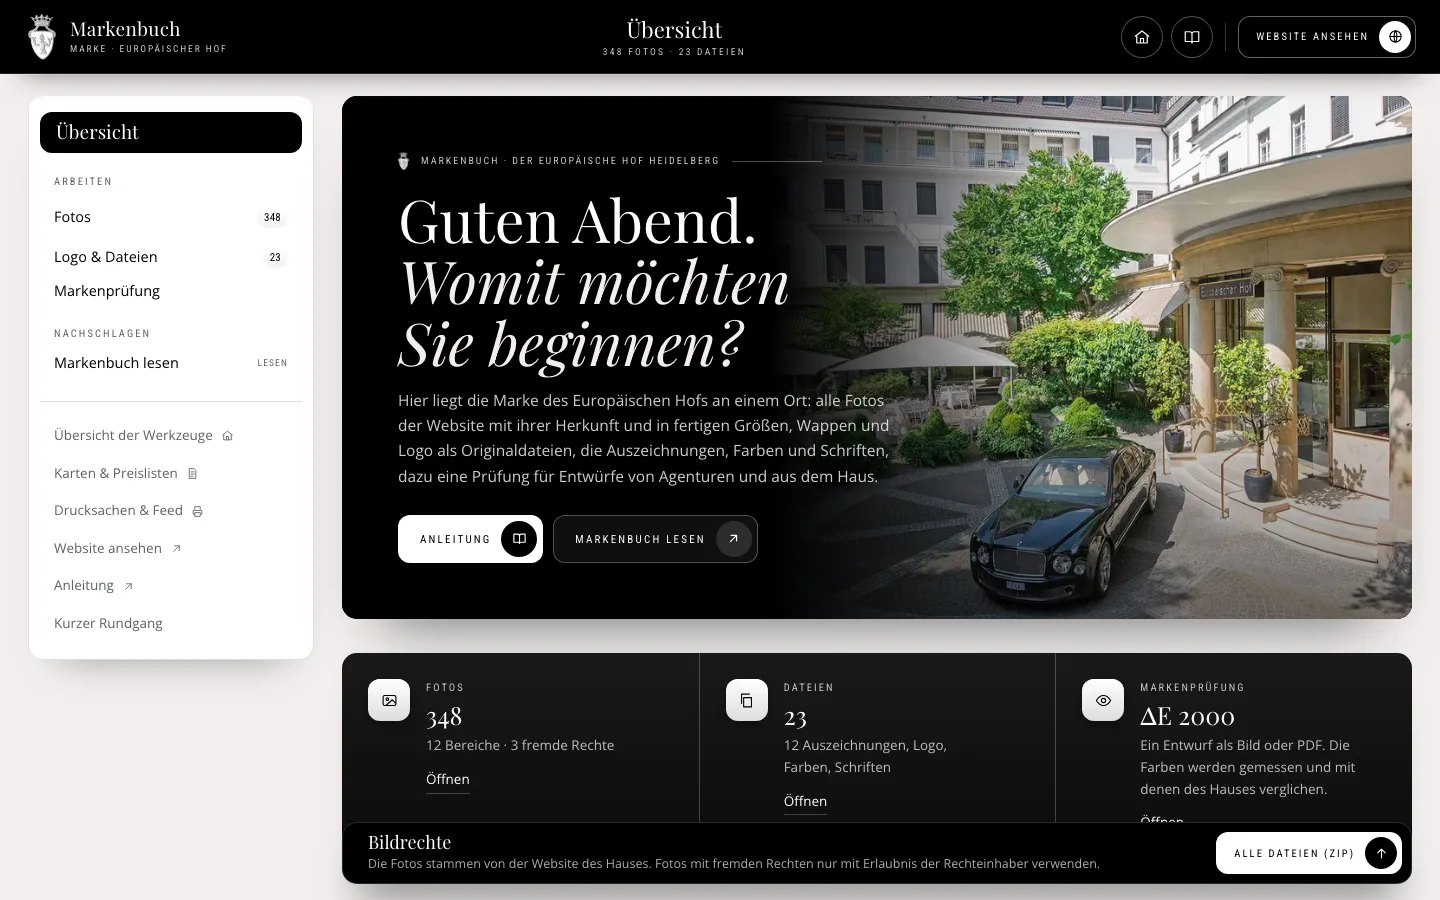 Markenbuch
MARKE · EUROPÄISCHER HOF
Übersicht
348 FOTOS · 23 DATEIEN
WEBSITE ANSEHEN
Übersicht
ARBEITEN
Fotos 348
Logo & Dateien 23
Markenprüfung
NACHSCHLAGEN
Markenbuch lesen LESEN
Übersicht der Werkzeuge
Karten & Preislisten
Drucksachen & Feed
Website ansehen
Anleitung
Kurzer Rundgang
MARKENBUCH · DER EUROPÄISCHE HOF HEIDELBERG
Guten Abend.
Womit möchten
Sie beginnen?
Hier liegt die Marke des Europäischen Hofs an einem Ort: alle Fotos
der Website mit ihrer Herkunft und in fertigen Größen, Wappen und
Logo als Originaldateien, die Auszeichnungen, Farben und Schriften,
dazu eine Prüfung für Entwürfe von Agenturen und aus dem Haus.
ANLEITUNG
MARKENBUCH LESEN
Europäischer Hof
FOTOS
348
12 Bereiche · 3 fremde Rechte
Öffnen
DATEIEN
23
12 Auszeichnungen, Logo,
Farben, Schriften
Öffnen
MARKENPRÜFUNG
ΔE 2000
Ein Entwurf als Bild oder PDF. Die
Farben werden gemessen und mit
denen des Hauses verglichen.
Öffnen
Bildrechte
Die Fotos stammen von der Website des Hauses. Fotos mit fremden Rechten nur mit Erlaubnis der Rechteinhaber verwenden.
ALLE DATEIEN (ZIP)